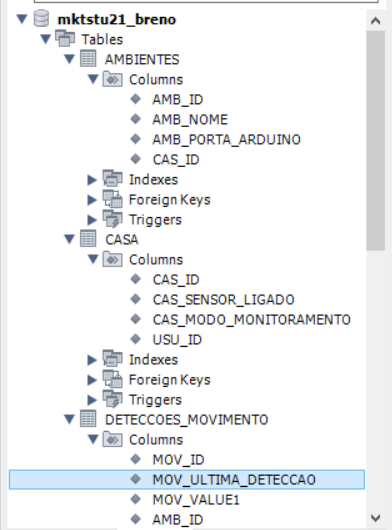 mktstu21_breno
Tables
AMBIENTES
Columns
AMB_ID
AMB_NOME
AMB_PORTA_ARDUINO
CAS_ID
Indexes
Foreign Keys
Triggers
CASA
Columns
CAS_ID
CAS_SENSOR_LIGADO
CAS_MODO_MONITORAMENTO
USU_ID
Indexes
Foreign Keys
Triggers
DETECCOES_MOVIMENTO
Columns
MOV_ID
MOV_ULTIMA_DETECCAO
MOV_VALUE1
AMB_ID